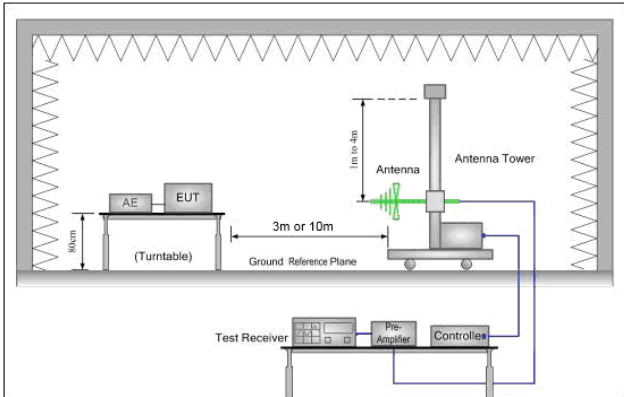 1m to 4m
Antenna
Antenna Tower
AE
EUT
80cm
(Turntable)
3m or 10m
Ground Reference Plane
Test Receiver
Pre-
Amplifier
Controlle